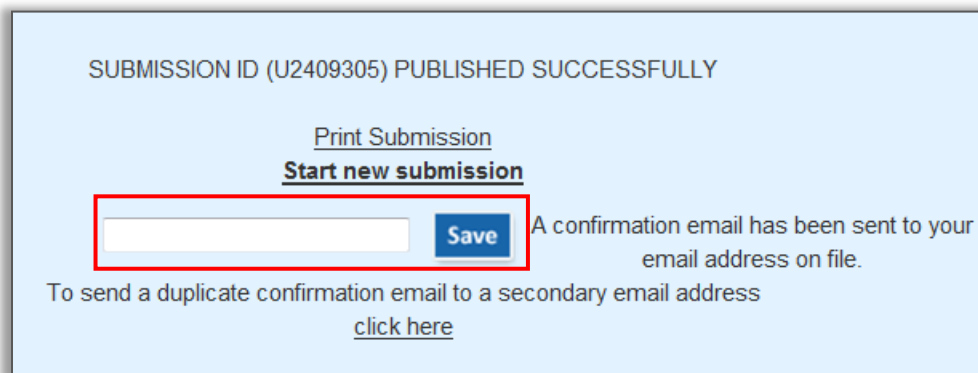 SUBMISSION ID (U2409305) PUBLISHED SUCCESSFULLY
Print Submission
Start new submission
Save
A confirmation email has been sent to your
email address on file.
To send a duplicate confirmation email to a secondary email address
click here